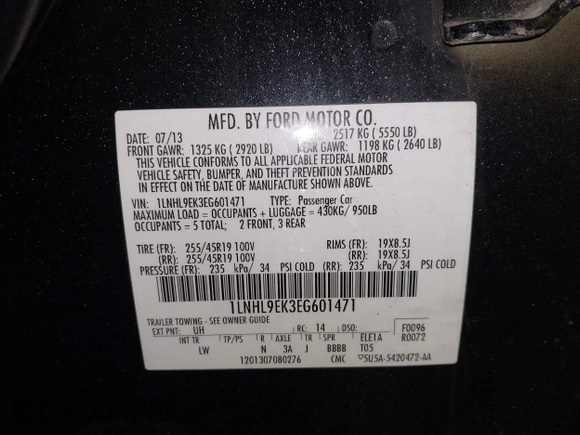 MFD. BY FORD MOTOR CO.
DATE: 07/13 2517 KG ( 5550 LB)
FRONT GAWR: 1325 KG ( 2920 LB) REAR GAWR: 1198 KG ( 2640 LB)
THIS VEHICLE CONFORMS TO ALL APPLICABLE FEDERAL MOTOR
VEHICLE SAFETY, BUMPER, AND THEFT PREVENTION STANDARDS
IN EFFECT ON THE DATE OF MANUFACTURE SHOWN ABOVE.
VIN: 1LNHL9EK3EG601471 TYPE: Passenger Car
MAXIMUM LOAD = OCCUPANTS + LUGGAGE = 430KG/ 950LB
OCCUPANTS = 5 TOTAL; 2 FRONT, 3 REAR
TIRE (FR): 255/45R19 100V RIMS (FR): 19X8.5J
(RR): 255/45R19 100V (RR): 19X8.5J
PRESSURE (FR): 235 kPa/ 34 PSI COLD (RR): 235 kPa/ 34 PSI COLD
1LNHL9EK3EG601471
TRAILER TOWING - SEE OWNER GUIDE
EXT PNT: UH RC: 14 DSO: F0096
INT TR TP/PS R AXLE TR SPR ELE1A R0072
LW N 3A J BBBB T05
1201307080276 CMC 5U5A-5420472-AA